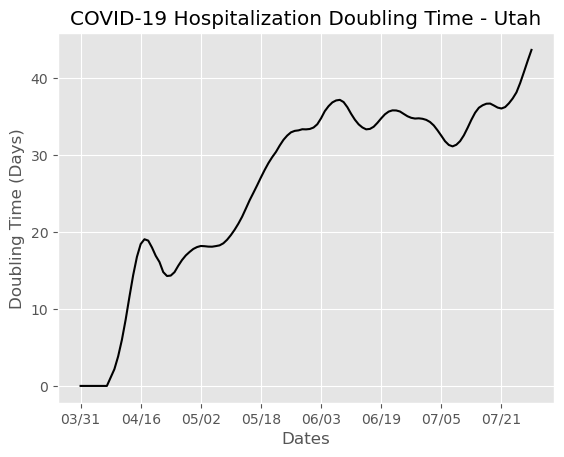 COVID-19 Hospitalization Doubling Time - Utah
Doubling Time (Days)
40
30
20
10
0
03/31 04/16 05/02 05/18 06/03 06/19 07/05 07/21
Dates